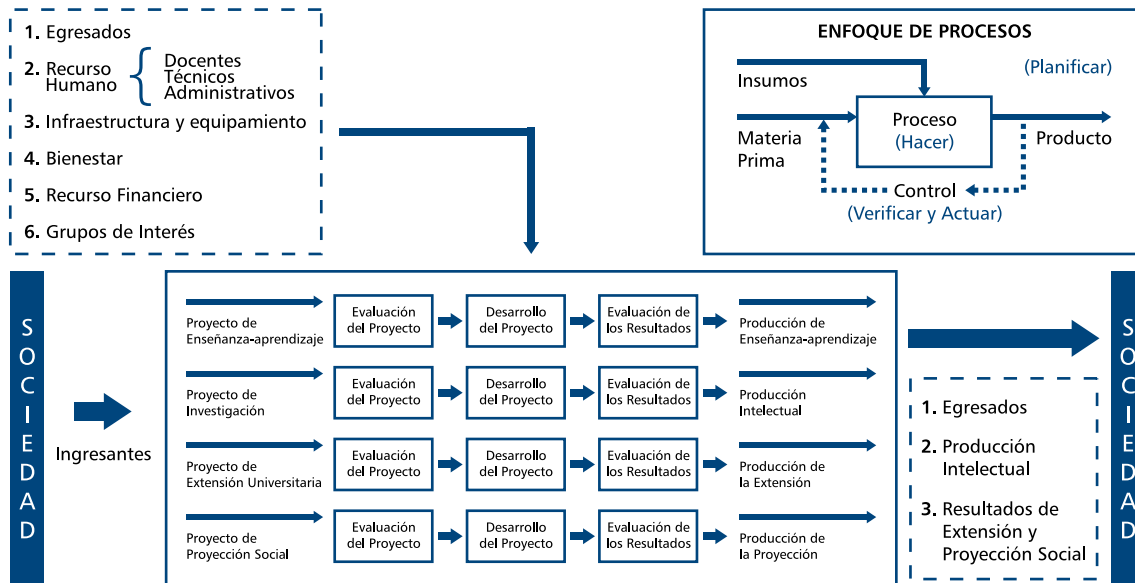 1. Egresados
2. Recurso
Humano
Docentes
Técnicos
Administrativos
3. Infraestructura y equipamiento
4. Bienestar
5. Recurso Financiero
6. Grupos de Interés
ENFOQUE DE PROCESOS
(Planificar)
Insumos
Materia
Prima
Proceso
(Hacer)
Producto
Control
(Verificar y Actuar)
SOCIEDAD
Ingresantes
Proyecto de
Enseñanza-aprendizaje
Evaluación
del Proyecto
Desarrollo
del Proyecto
Evaluación de
los Resultados
Producción de
Enseñanza-aprendizaje
Proyecto de
Investigación
Evaluación
del Proyecto
Desarrollo
del Proyecto
Evaluación de
los Resultados
Producción
Intelectual
Proyecto de
Extensión Universitaria
Evaluación
del Proyecto
Desarrollo
del Proyecto
Evaluación de
los Resultados
Producción de
la Extensión
Proyecto de
Proyección Social
Evaluación
del Proyecto
Desarrollo
del Proyecto
Evaluación de
los Resultados
Producción de
la Proyección
1. Egresados
2. Producción
Intelectual
3. Resultados de
Extensión y
Proyección Social
SOCIEDAD